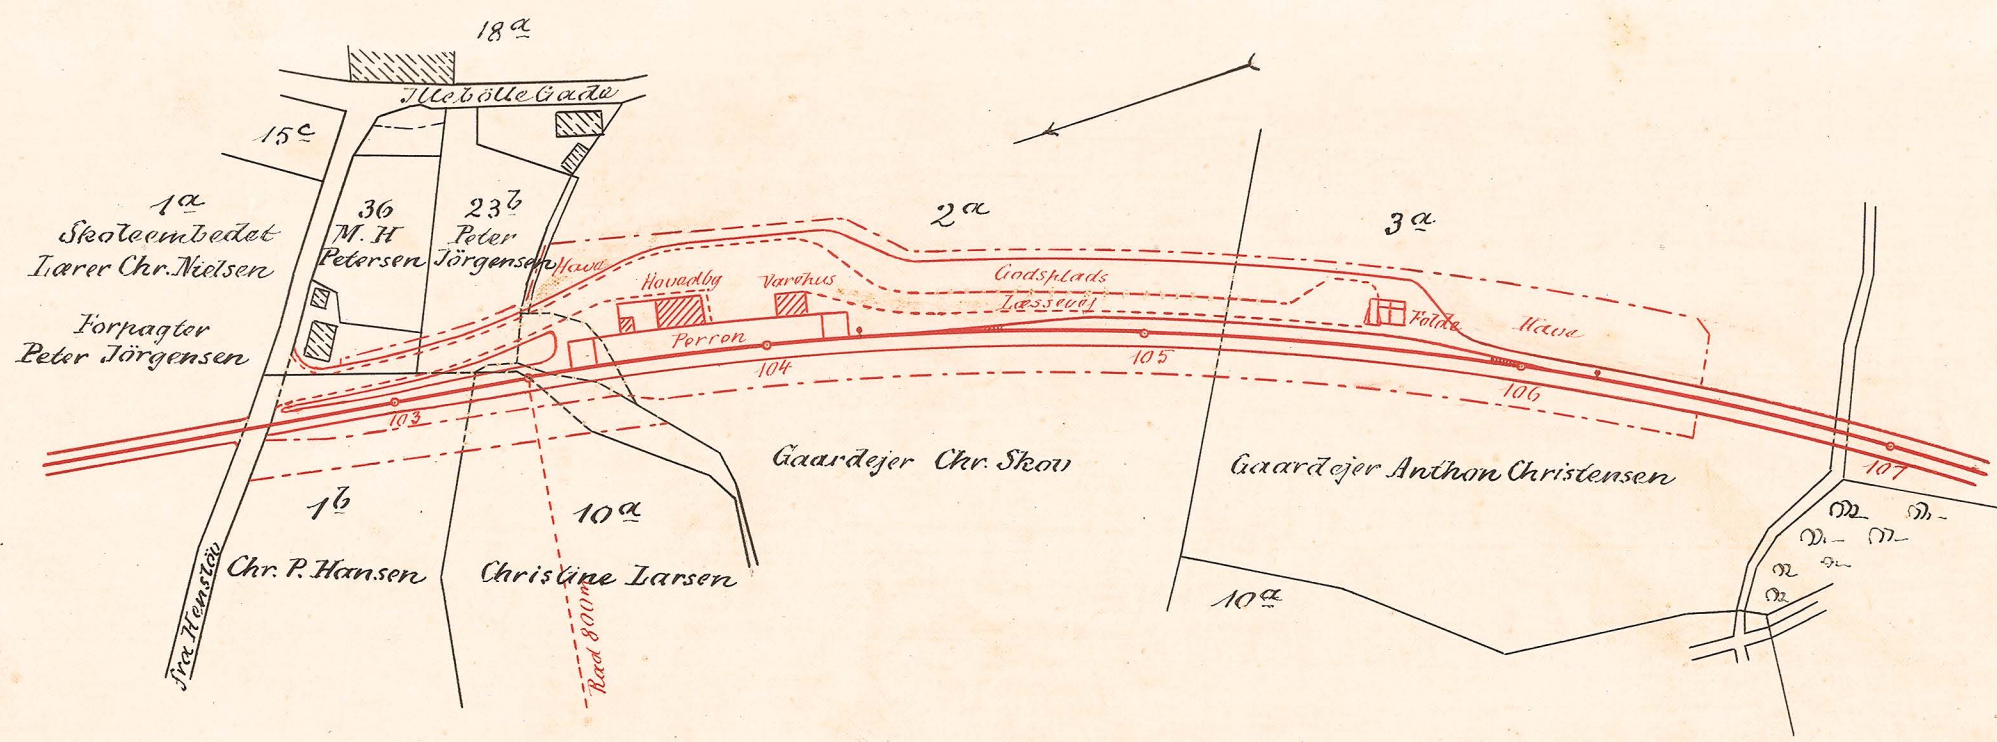 18a
Illebölle Gade
15c
1a
Skoleembedet
Lærer Chr. Nielsen
36
M. H
Petersen
23b
Peter
Jörgensen
2a
3a
Have
Hovedbg
Varehus
Godsplads
Læssevej
Folde
Have
Forpagter
Peter Jörgensen
Perron
103
104
105
106
107
Gaardejer Chr. Skov
Gaardejer Anthon Christensen
1b
Chr. P. Hansen
10a
Christine Larsen
10a
Fra Henslöv
Rad 800m